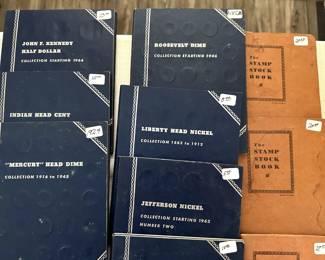 JOHN F. KENNEDY
HALF DOLLAR
COLLECTION STARTING 1964
INDIAN HEAD CENT
"MERCURY" HEAD DIME
COLLECTION 1916 to 1945
ROOSEVELT DIME
COLLECTION STARTING 1946
LIBERTY HEAD NICKEL
COLLECTION 1883 to 1912
JEFFERSON NICKEL
COLLECTION STARTING 1962
NUMBER TWO
The
STAMP
STOCK
BOOK
The
STAMP
STOCK
BOOK